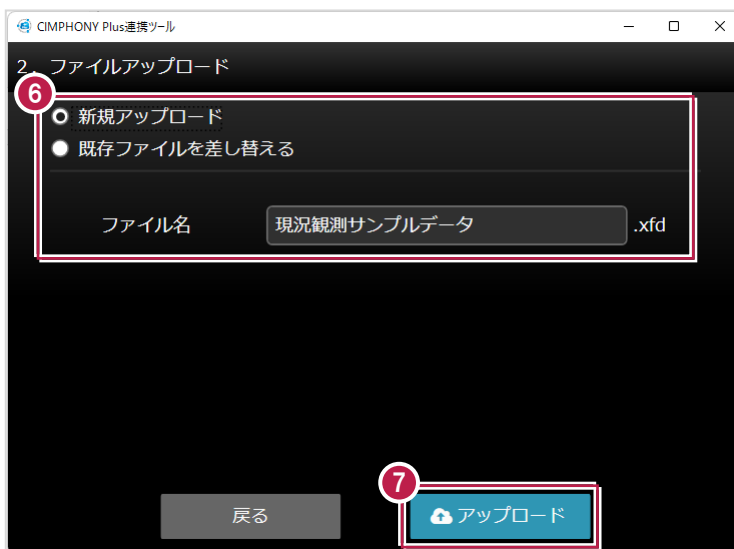 CIMPHONY Plus連携ツール
2．ファイルアップロード
6
新規アップロード
既存ファイルを差し替える
ファイル名 現況観測サンプルデータ .xfd
7
戻る アップロード